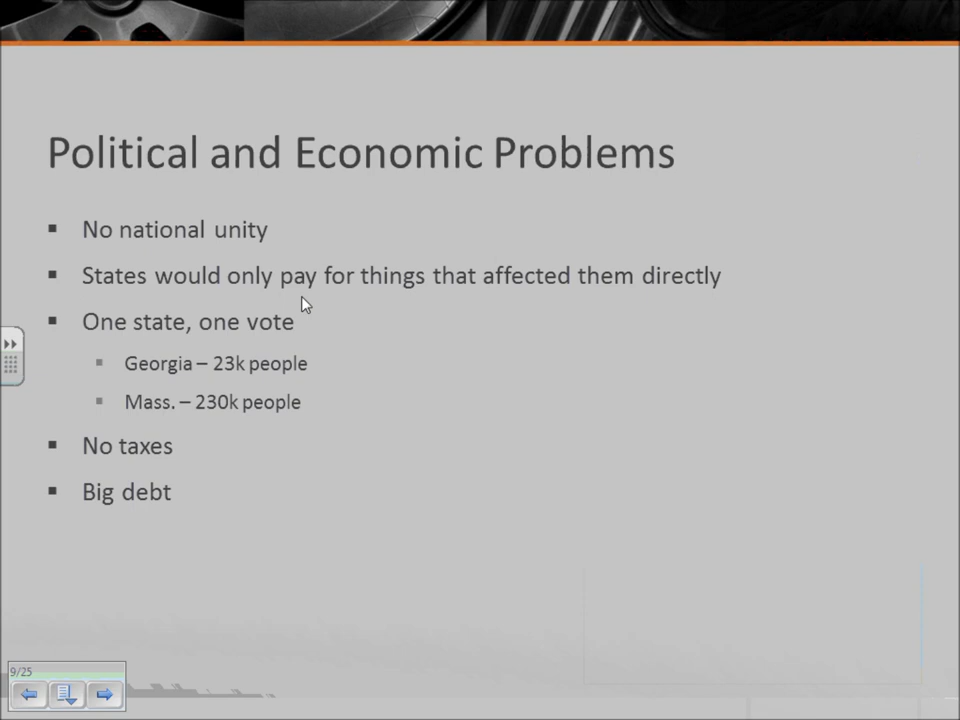 Political and Economic Problems
▪ No national unity
▪ States would only pay for things that affected them directly
▪ One state, one vote
▪ Georgia – 23k people
▪ Mass. – 230k people
▪ No taxes
▪ Big debt
9/25